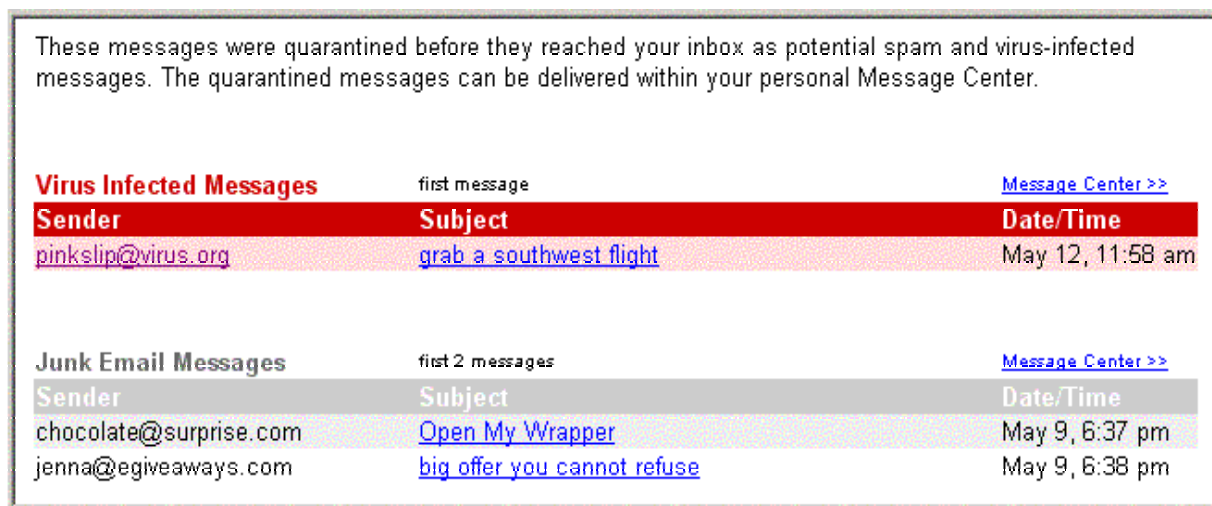 These messages were quarantined before they reached your inbox as potential spam and virus-infected
messages. The quarantined messages can be delivered within your personal Message Center.
Virus Infected Messages first message Message Center >>
Sender Subject Date/Time
pinkslip@virus.org grab a southwest flight May 12, 11:58 am
Junk Email Messages first 2 messages Message Center >>
Sender Subject Date/Time
chocolate@surprise.com Open My Wrapper May 9, 6:37 pm
jenna@egiveaways.com big offer you cannot refuse May 9, 6:38 pm